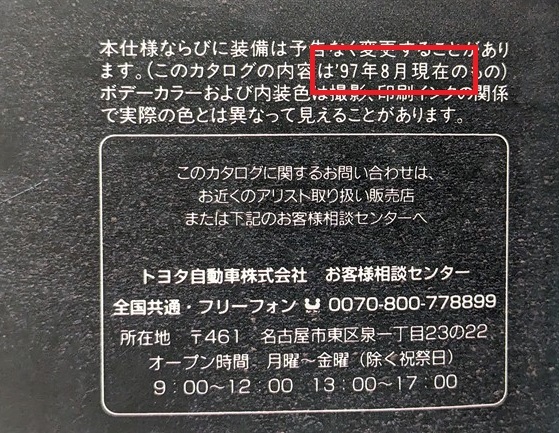 本仕様ならびに装備は予告なく変更することがあり
ます。(このカタログの内容は'97年8月現在のもの)
ボデーカラーおよび内装色は撮影、印刷インクの関係
で実際の色とは異なって見えることがあります。
このカタログに関するお問い合わせは、
お近くのアリスト取り扱い販売店
または下記のお客様相談センターへ
トヨタ自動車株式会社 お客様相談センター
全国共通・フリーフォン 0070-800-778899
所在地 〒461 名古屋市東区泉一丁目23の22
オープン時間 月曜～金曜(除く祝祭日)
9:00～12:00 13:00～17:00